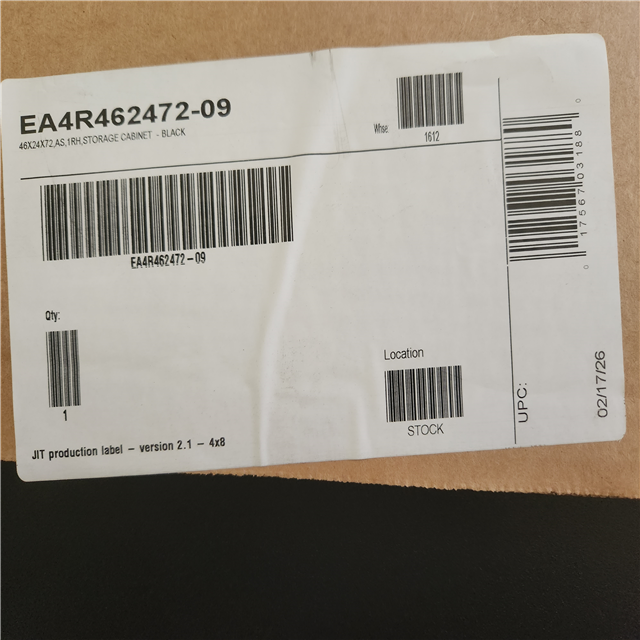 EA4R462472-09
46X24X72,AS,1RH,STORAGE CABINET - BLACK
Whse:
1612
EA4R462472-09
Qty:
1
Location
STOCK
JIT production label - version 2.1 - 4x8
0 17567 03188 0
UPC:
02/17/26